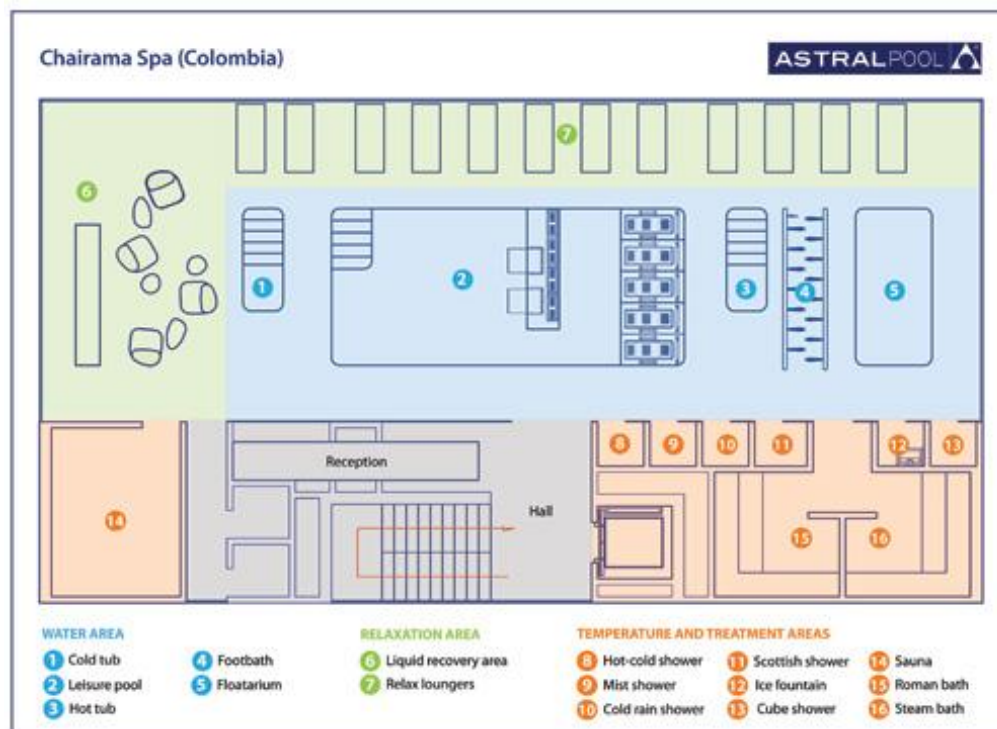 Chairama Spa (Colombia)
ASTRALPOOL
7
6
1
2
3
4
5
8
9
10
11
12
13
Reception
Hall
14
15
16
WATER AREA
1 Cold tub
2 Leisure pool
3 Hot tub
4 Footbath
5 Floatarium
RELAXATION AREA
6 Liquid recovery area
7 Relax loungers
TEMPERATURE AND TREATMENT AREAS
8 Hot-cold shower
9 Mist shower
10 Cold rain shower
11 Scottish shower
12 Ice fountain
13 Cube shower
14 Sauna
15 Roman bath
16 Steam bath